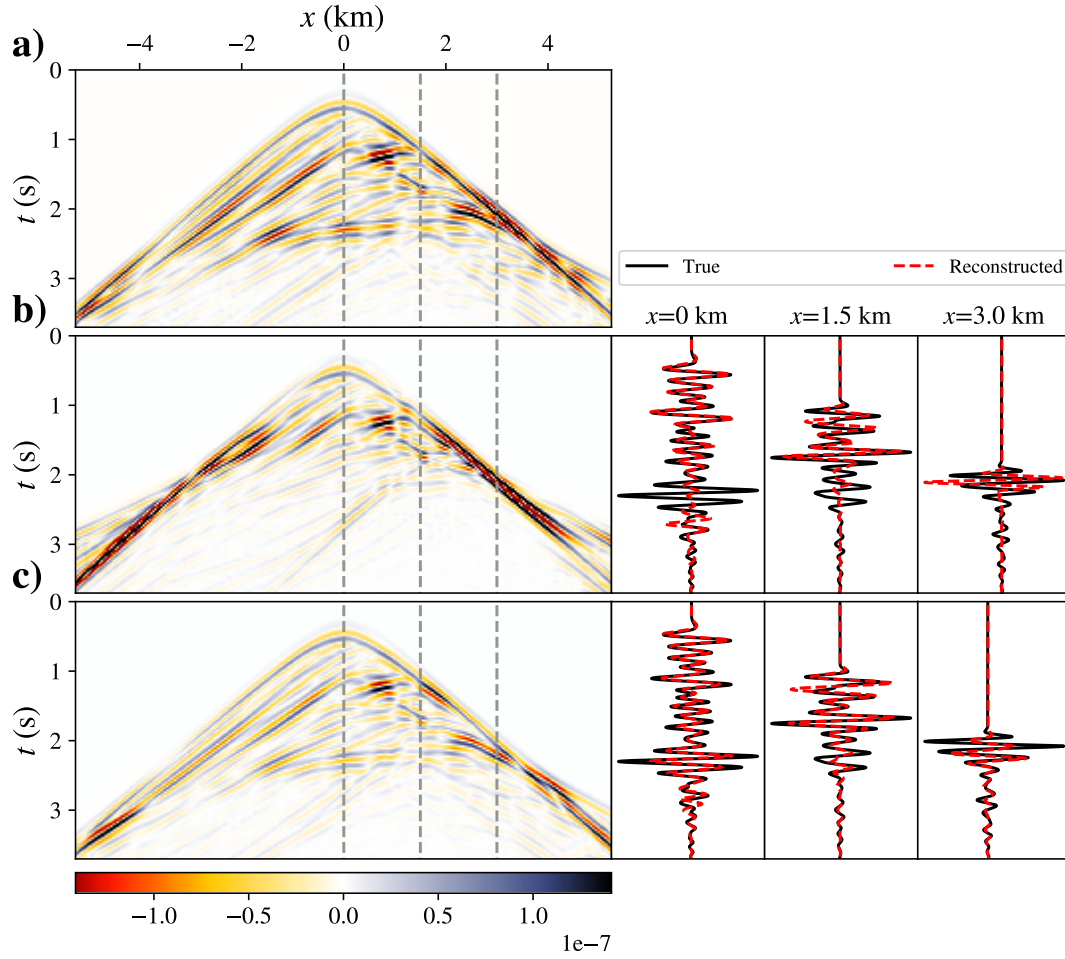 x (km)
a)
−4 −2 0 2 4
0
1
2
3
t (s)
True Reconstructed
b)
x=0 km x=1.5 km x=3.0 km
0
1
2
3
t (s)
c)
0
1
2
3
t (s)
−1.0 −0.5 0.0 0.5 1.0
1e−7